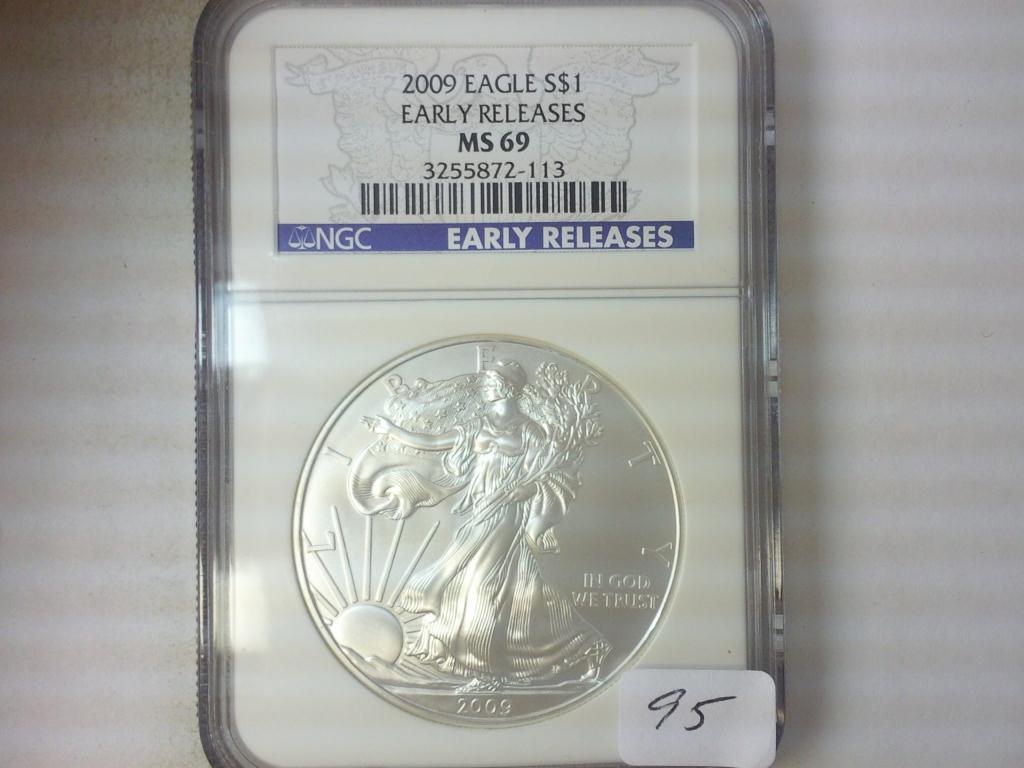 2009 EAGLE S$1
EARLY RELEASES
MS 69
3255872-113
NGC EARLY RELEASES
LIBERTY
IN GOD
WE TRUST
2009
95